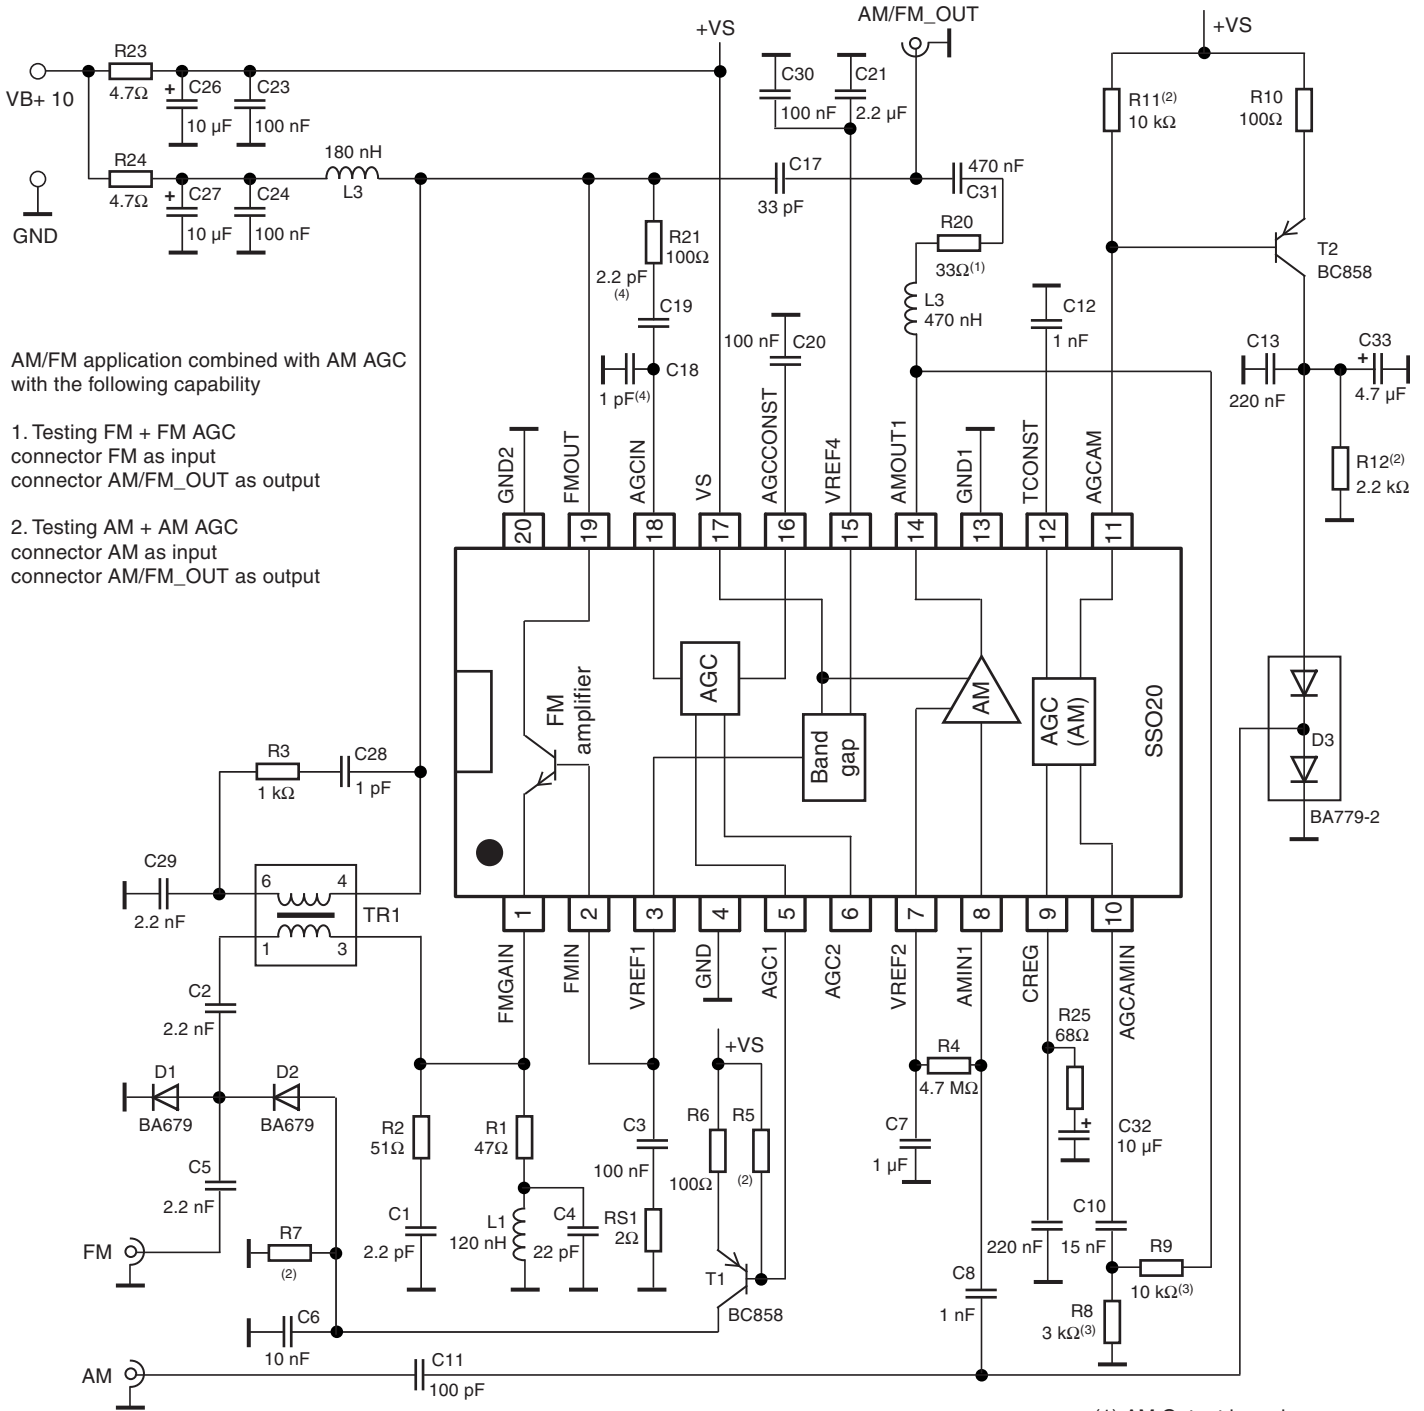 AM/FM_OUT
+VS
+VS
R23
4.7Ω
VB+ 10
C26
+
10 µF
C23
100 nF
C30
100 nF
C21
2.2 µF
R11(2)
10 kΩ
R10
100Ω
R24
4.7Ω
180 nH
L3
C27
+
10 µF
C24
100 nF
GND
C17
33 pF
470 nF
C31
R20
33Ω(1)
R21
100Ω
2.2 pF
(4)
C19
L3
470 nH
C12
1 nF
T2
BC858
100 nF
C20
C18
1 pF(4)
C13
220 nF
C33
+
4.7 µF
R12(2)
2.2 kΩ
AM/FM application combined with AM AGC
with the following capability
1. Testing FM + FM AGC
connector FM as input
connector AM/FM_OUT as output
2. Testing AM + AM AGC
connector AM as input
connector AM/FM_OUT as output
GND2
FMOUT
AGCIN
VS
AGCCONST
VREF4
AMOUT1
GND1
TCONST
AGCAM
20
19
18
17
16
15
14
13
12
11
FM
amplifier
AGC
Band
gap
AM
AGC
(AM)
SSO20
D3
BA779-2
R3
1 kΩ
C28
1 pF
C29
2.2 nF
6
4
1
3
TR1
1
2
3
4
5
6
7
8
9
10
FMGAIN
FMIN
VREF1
GND
AGC1
AGC2
VREF2
AMIN1
CREG
AGCAMIN
C2
2.2 nF
D1
BA679
D2
BA679
C5
2.2 nF
FM
R7
(2)
C6
10 nF
R2
51Ω
C1
2.2 pF
R1
47Ω
L1
120 nH
C4
22 pF
C3
100 nF
RS1
2Ω
+VS
R6
100Ω
R5
(2)
T1
BC858
R4
4.7 MΩ
C7
1 µF
C8
1 nF
R25
68Ω
+
C32
10 µF
220 nF
C10
15 nF
R9
10 kΩ(3)
R8
3 kΩ(3)
AM
C11
100 pF